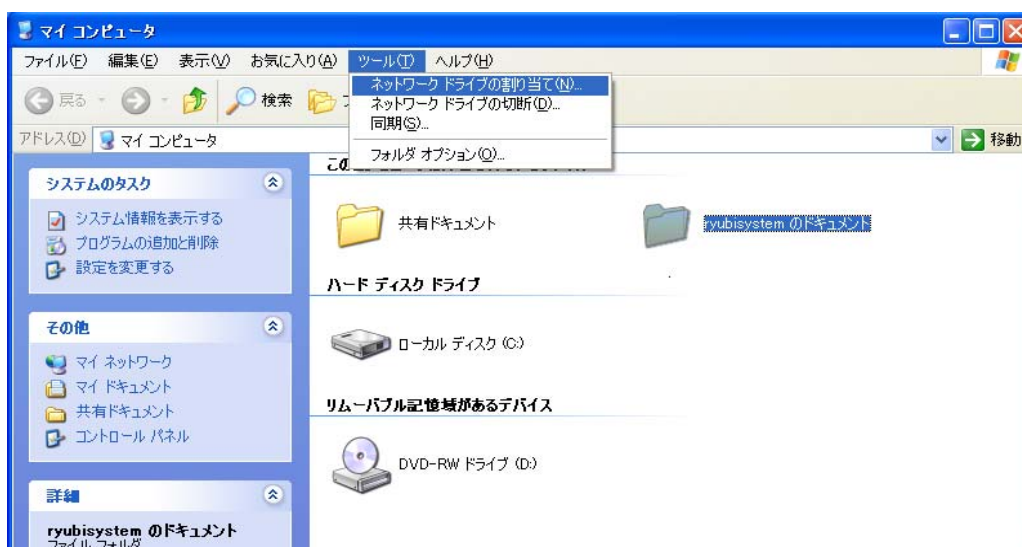 マイ コンピュータ
ファイル(F) 編集(E) 表示(V) お気に入り(A) ツール(T) ヘルプ(H)
戻る 検索
ネットワーク ドライブの割り当て(N)...
ネットワーク ドライブの切断(D)...
同期(S)...
フォルダ オプション(O)...
アドレス(D) マイ コンピュータ 移動
システムのタスク
システム情報を表示する
プログラムの追加と削除
設定を変更する
その他
マイ ネットワーク
マイ ドキュメント
共有ドキュメント
コントロール パネル
詳細
ryubisystem のドキュメント
ファイル フォルダ
共有ドキュメント ryubisystem のドキュメント
ハード ディスク ドライブ
ローカル ディスク (C:)
リムーバブル記憶域があるデバイス
DVD-RW ドライブ (D:)